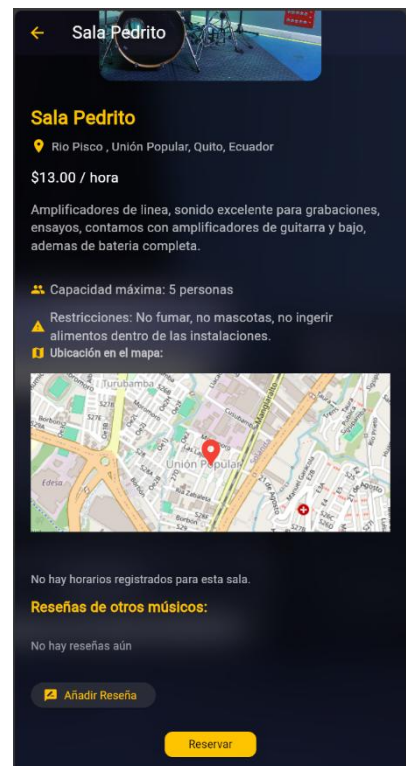 Sala Pedrito
Sala Pedrito
Rio Pisco , Unión Popular, Quito, Ecuador
$13.00 / hora
Amplificadores de linea, sonido excelente para grabaciones,
ensayos, contamos con amplificadores de guitarra y bajo,
ademas de bateria completa.
Capacidad máxima: 5 personas
Restricciones: No fumar, no mascotas, no ingerir
alimentos dentro de las instalaciones.
Ubicación en el mapa:
Turubamba
Edesa
Unión Popular
Borbón
No hay horarios registrados para esta sala.
Reseñas de otros músicos:
No hay reseñas aún
Añadir Reseña
Reservar